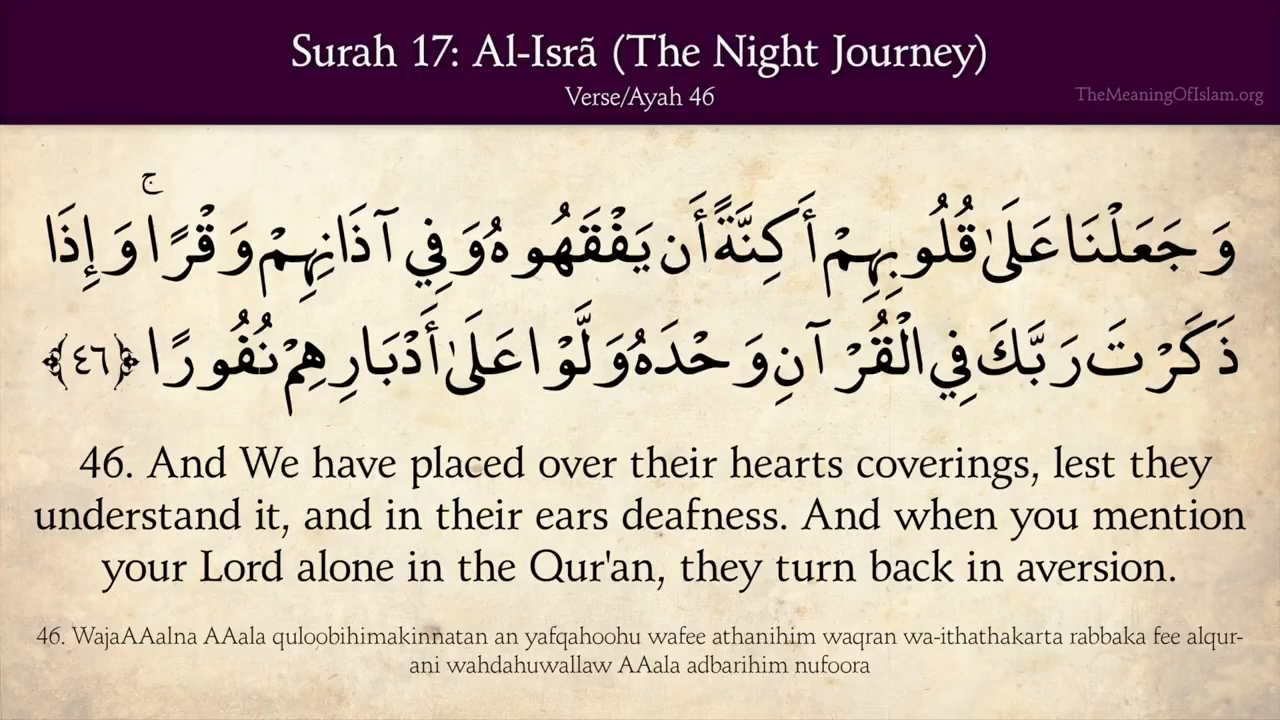 Surah 17: Al-Isrã (The Night Journey)
Verse/Ayah 46
TheMeaningOfIslam.org
وَجَعَلْنَا عَلَىٰ قُلُوبِهِمْ أَكِنَّةً أَن يَفْقَهُوهُ وَفِي آذَانِهِمْ وَقْرًا ۚ وَإِذَا
ذَكَرْتَ رَبَّكَ فِي الْقُرْآنِ وَحْدَهُ وَلَّوْا عَلَىٰ أَدْبَارِهِمْ نُفُورًا ﴿٤٦﴾
46. And We have placed over their hearts coverings, lest they
understand it, and in their ears deafness. And when you mention
your Lord alone in the Qur'an, they turn back in aversion.
46. WajaAAalna AAala quloobihimakinnatan an yafqahoohu wafee athanihim waqran wa-ithathakarta rabbaka fee alqur-
ani wahdahuwallaw AAala adbarihim nufoora